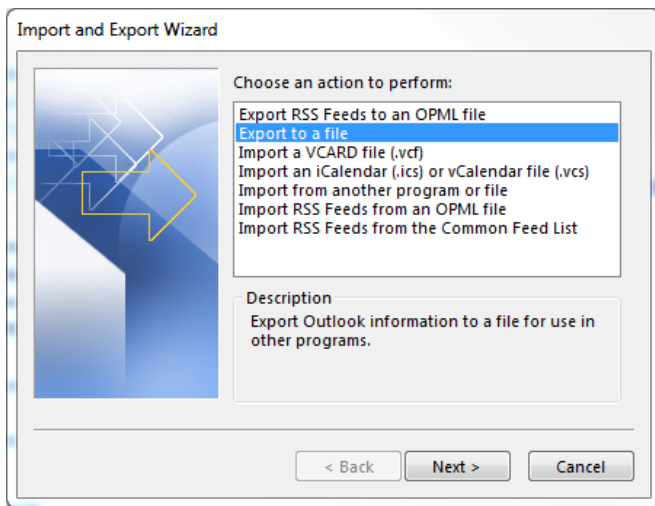 Import and Export Wizard
Choose an action to perform:
Export RSS Feeds to an OPML file
Export to a file
Import a VCARD file (.vcf)
Import an iCalendar (.ics) or vCalendar file (.vcs)
Import from another program or file
Import RSS Feeds from an OPML file
Import RSS Feeds from the Common Feed List
Description
Export Outlook information to a file for use in
other programs.
< Back Next > Cancel